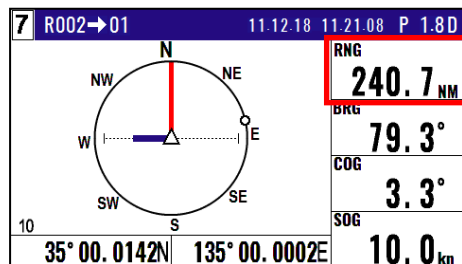 7 R002→01 11.12.18 11.21.08 P 1.8D
RNG
240.7NM
BRG
79.3°
COG
3.3°
SOG
10.0kn
N
NW NE
W E
SW SE
S
10
35°00.0142N 135°00.0002E